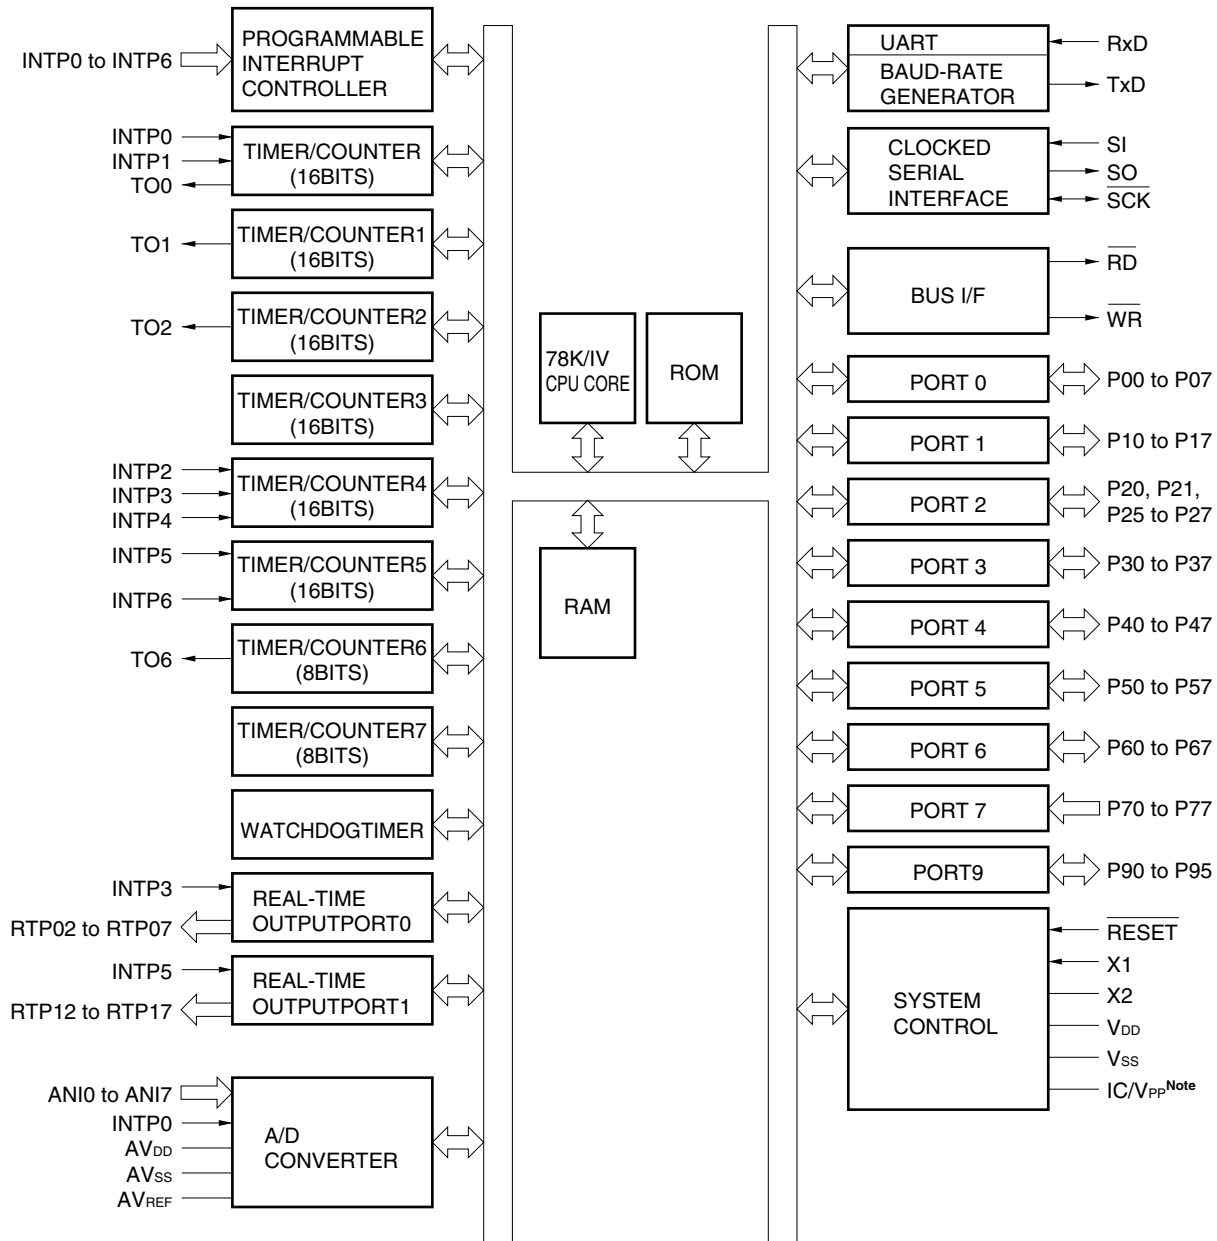 INTP0 to INTP6
PROGRAMMABLE
INTERRUPT
CONTROLLER
INTP0
INTP1
TO0
TIMER/COUNTER
(16BITS)
TO1
TIMER/COUNTER1
(16BITS)
TO2
TIMER/COUNTER2
(16BITS)
TIMER/COUNTER3
(16BITS)
INTP2
INTP3
INTP4
TIMER/COUNTER4
(16BITS)
INTP5
INTP6
TIMER/COUNTER5
(16BITS)
TO6
TIMER/COUNTER6
(8BITS)
TIMER/COUNTER7
(8BITS)
WATCHDOGTIMER
INTP3
RTP02 to RTP07
REAL-TIME
OUTPUTPORT0
INTP5
RTP12 to RTP17
REAL-TIME
OUTPUTPORT1
ANI0 to ANI7
INTP0
AVDD
AVSS
AVREF
A/D
CONVERTER
78K/IV
CPU CORE
ROM
RAM
UART
BAUD-RATE
GENERATOR
RxD
TxD
CLOCKED
SERIAL
INTERFACE
SI
SO
SCK
BUS I/F
RD
WR
PORT 0
P00 to P07
PORT 1
P10 to P17
PORT 2
P20, P21,
P25 to P27
PORT 3
P30 to P37
PORT 4
P40 to P47
PORT 5
P50 to P57
PORT 6
P60 to P67
PORT 7
P70 to P77
PORT9
P90 to P95
SYSTEM
CONTROL
RESET
X1
X2
VDD
VSS
IC/VPP Note